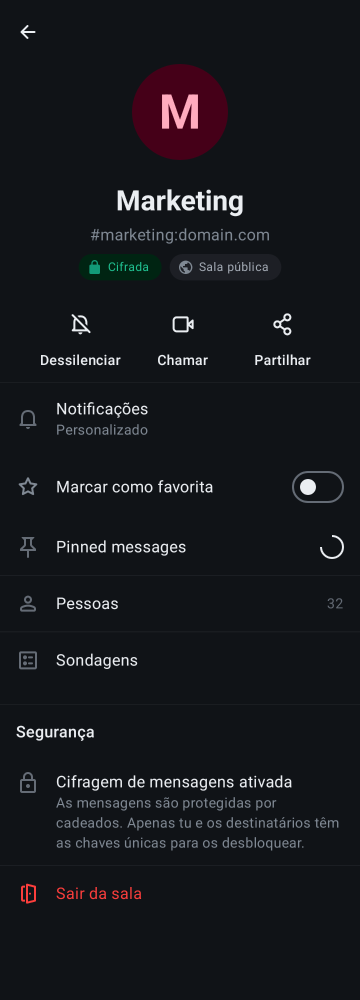 M
Marketing
#marketing:domain.com
Cifrada
Sala pública
Dessilenciar
Chamar
Partilhar
Notificações
Personalizado
Marcar como favorita
Pinned messages
Pessoas
32
Sondagens
Segurança
Cifragem de mensagens ativada
As mensagens são protegidas por
cadeados. Apenas tu e os destinatários têm
as chaves únicas para os desbloquear.
Sair da sala